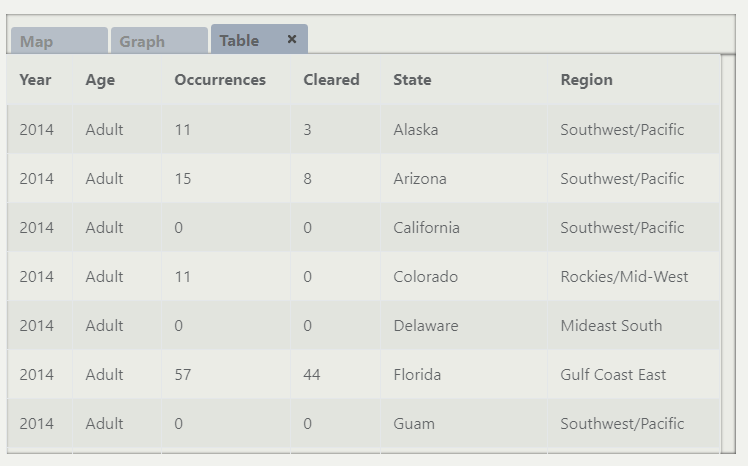 Map Graph Table ×
Year Age Occurrences Cleared State Region
2014 Adult 11 3 Alaska Southwest/Pacific
2014 Adult 15 8 Arizona Southwest/Pacific
2014 Adult 0 0 California Southwest/Pacific
2014 Adult 11 0 Colorado Rockies/Mid-West
2014 Adult 0 0 Delaware Mideast South
2014 Adult 57 44 Florida Gulf Coast East
2014 Adult 0 0 Guam Southwest/Pacific